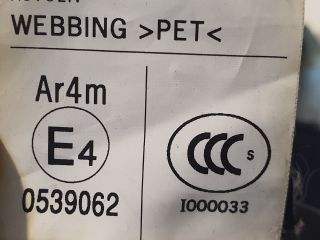 WEBBING >PET<
Ar4m
E4
0539062
CCC S
I000033